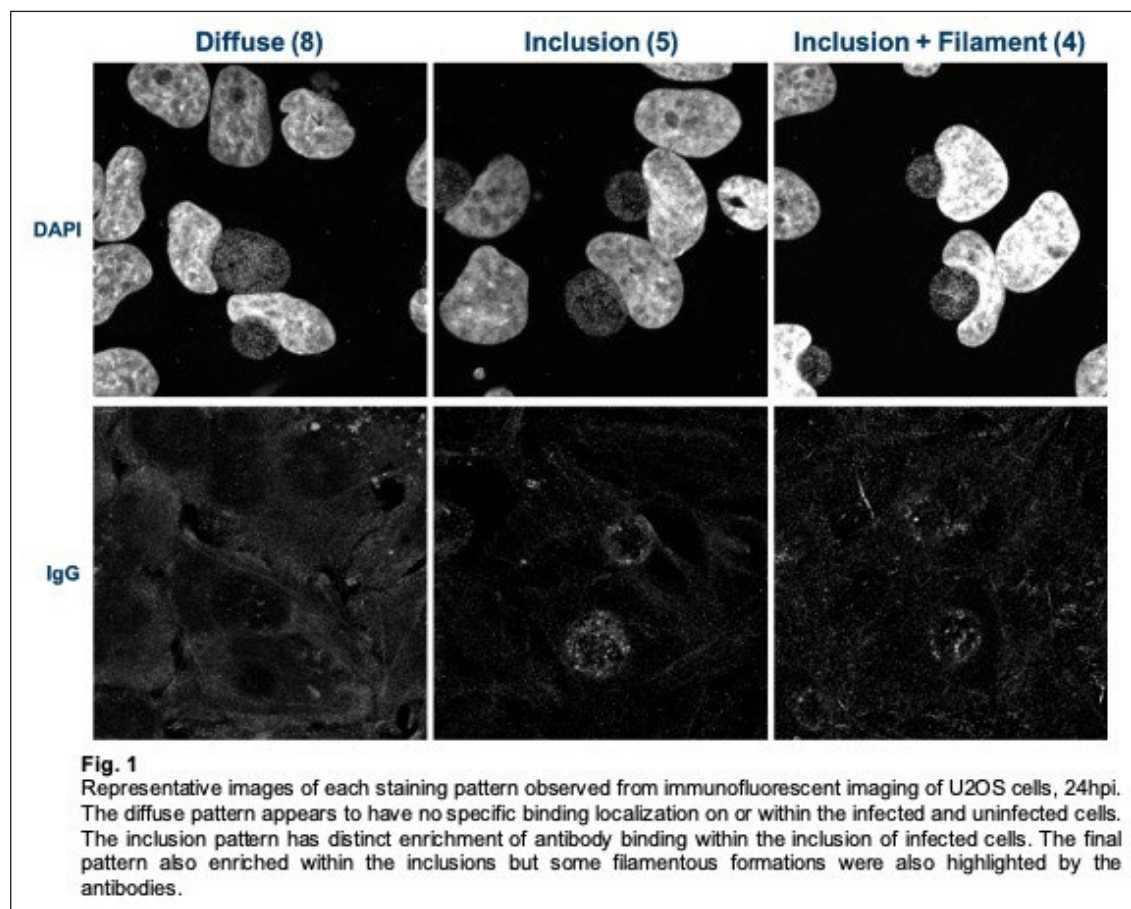 Diffuse (8) Inclusion (5) Inclusion + Filament (4)
DAPI
IgG
Fig. 1
Representative images of each staining pattern observed from immunofluorescent imaging of U2OS cells, 24hpi.
The diffuse pattern appears to have no specific binding localization on or within the infected and uninfected cells.
The inclusion pattern has distinct enrichment of antibody binding within the inclusion of infected cells. The final
pattern also enriched within the inclusions but some filamentous formations were also highlighted by the
antibodies.